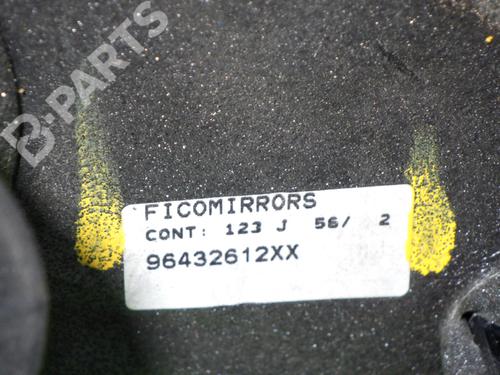 B-PARTS
FICOMIRRORS
CONT: 123 J 56/ 2
96432612XX